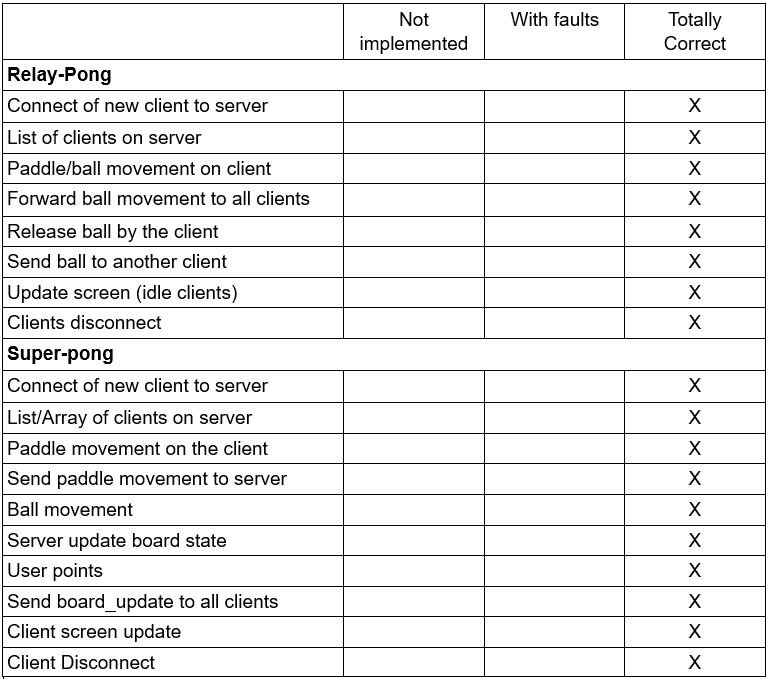 Not implemented With faults Totally Correct
Relay-Pong
Connect of new client to server X
List of clients on server X
Paddle/ball movement on client X
Forward ball movement to all clients X
Release ball by the client X
Send ball to another client X
Update screen (idle clients) X
Clients disconnect X
Super-pong
Connect of new client to server X
List/Array of clients on server X
Paddle movement on the client X
Send paddle movement to server X
Ball movement X
Server update board state X
User points X
Send board_update to all clients X
Client screen update X
Client Disconnect X